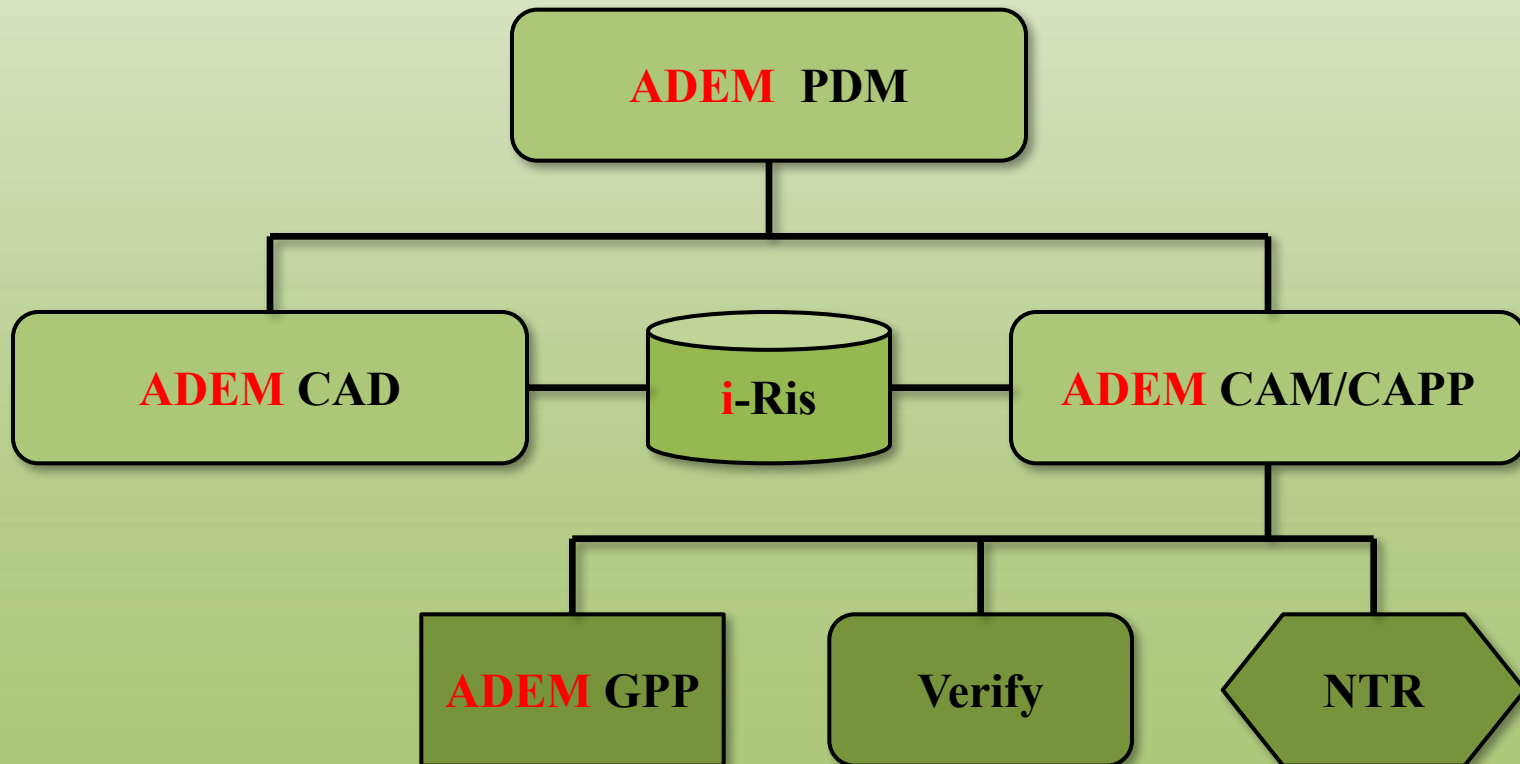 ADEM PDM
ADEM CAD
i-Ris
ADEM CAM/CAPP
ADEM GPP
Verify
NTR